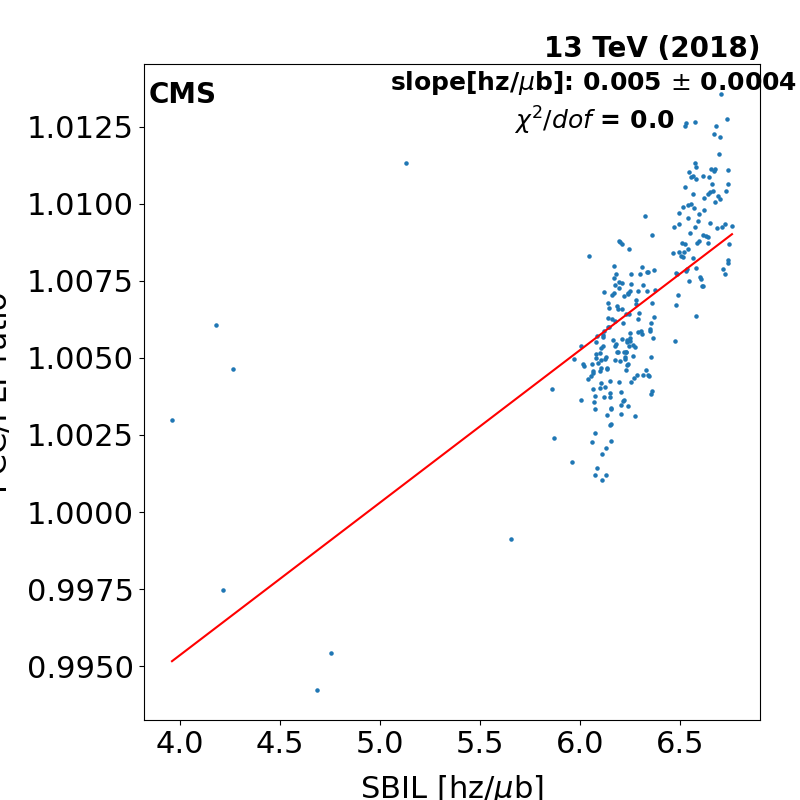 13 TeV (2018)
CMS
slope[hz/μb]: 0.005 ± 0.0004
χ²/dof = 0.0
1.0125
1.0100
1.0075
1.0050
1.0025
1.0000
0.9975
0.9950
4.0 4.5 5.0 5.5 6.0 6.5
SBIL [hz/μb]